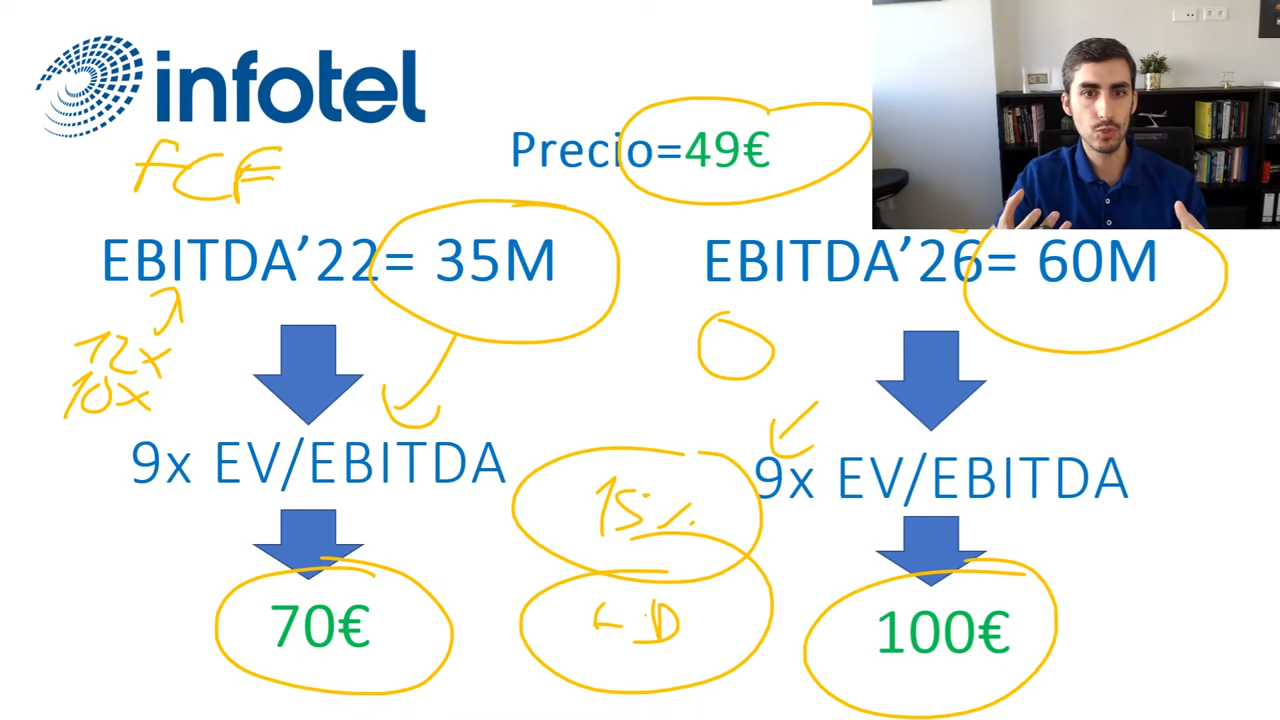 infotel
FCF
Precio=49€
EBITDA'22= 35M
EBITDA'26= 60M
12x
10x
9x EV/EBITDA
9x EV/EBITDA
15%
70€
100€